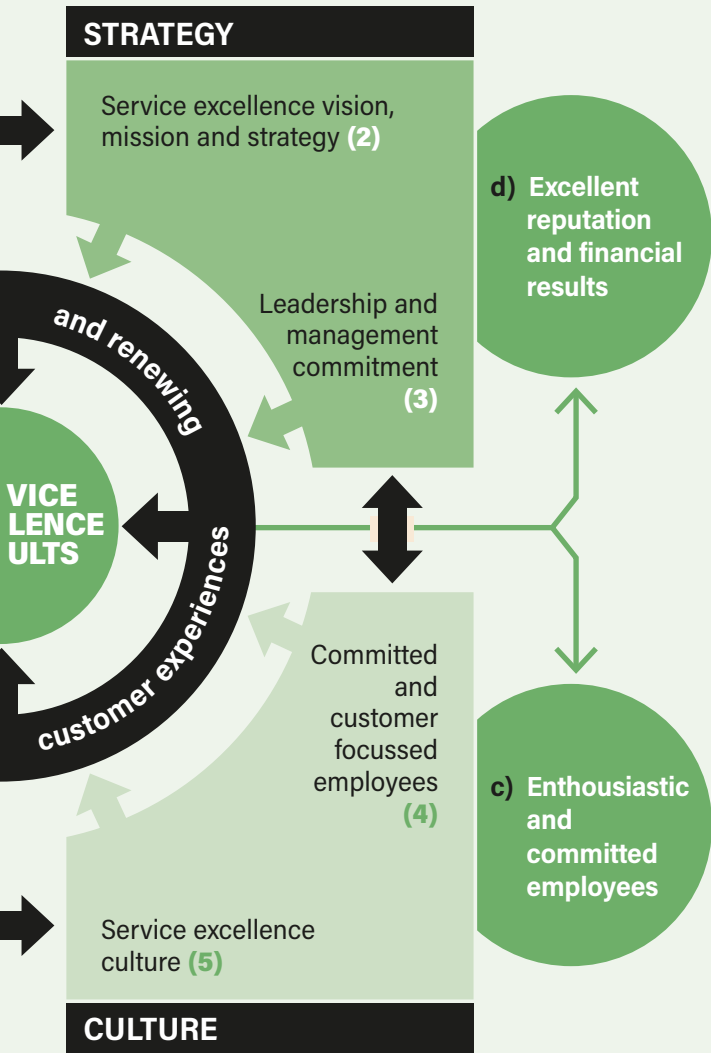 STRATEGY
Service excellence vision,
mission and strategy (2)
d) Excellent
reputation
and financial
results
Leadership and
management
commitment
(3)
and renewing
customer experiences
VICE
LENCE
ULTS
Committed
and
customer
focussed
employees
(4)
c) Enthousiastic
and
committed
employees
Service excellence
culture (5)
CULTURE